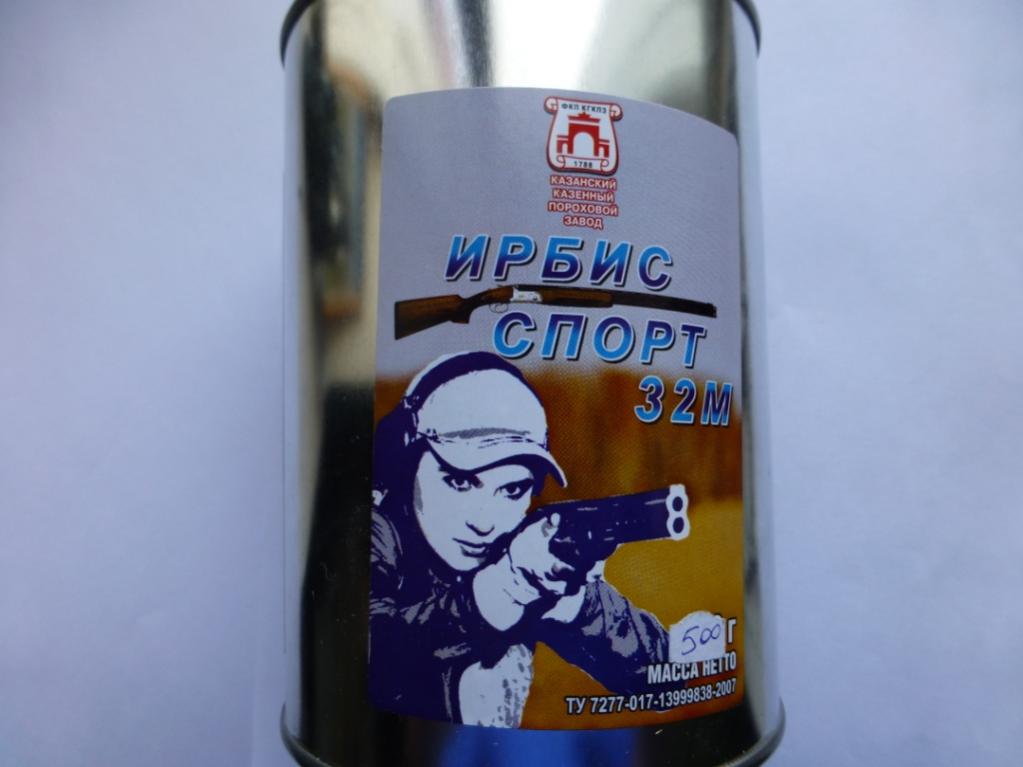 ФКП КГКПЗ
1788
КАЗАНСКИЙ
КАЗЕННЫЙ
ПОРОХОВОЙ
ЗАВОД
ИРБИС
СПОРТ
32М
500 Г
МАССА НЕТТО
ТУ 7277-017-13999838-2007